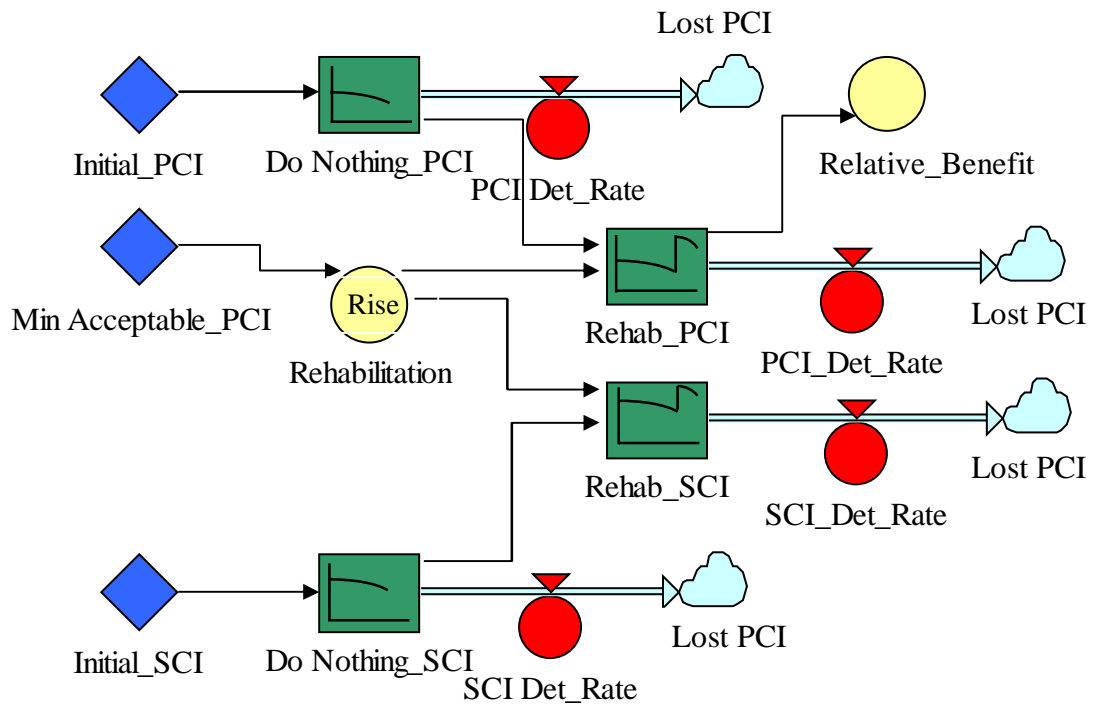 Lost PCI
Initial_PCI
Do Nothing_PCI
PCI Det_Rate
Relative_Benefit
Min Acceptable_PCI
Rise
Rehabilitation
Rehab_PCI
PCI_Det_Rate
Lost PCI
Rehab_SCI
SCI_Det_Rate
Lost PCI
Initial_SCI
Do Nothing_SCI
SCI Det_Rate
Lost PCI